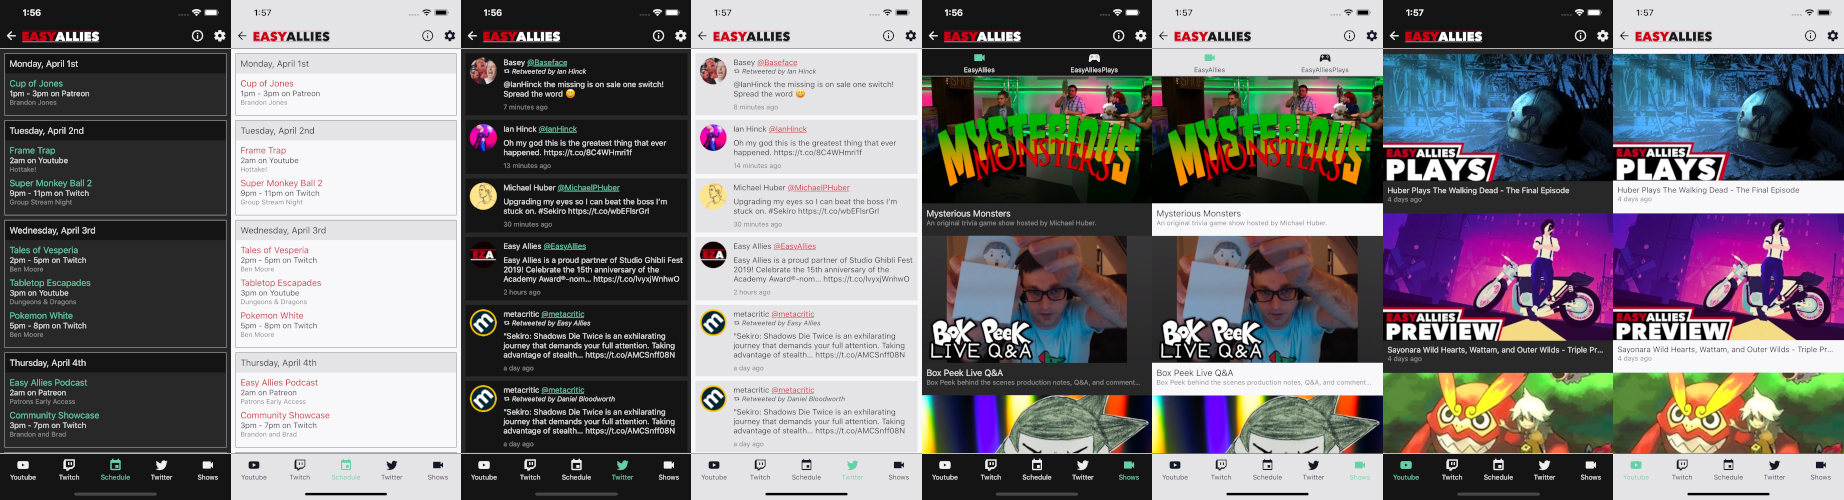 1:56
EASYALLIES
Monday, April 1st
Cup of Jones
1pm - 3pm on Patreon
Brandon Jones
Tuesday, April 2nd
Frame Trap
2am on Youtube
Hottake!
Super Monkey Ball 2
9pm - 11pm on Twitch
Group Stream Night
Wednesday, April 3rd
Tales of Vesperia
2pm - 5pm on Twitch
Ben Moore
Tabletop Escapades
3pm on Youtube
Dungeons & Dragons
Pokemon White
5pm - 8pm on Twitch
Ben Moore
Thursday, April 4th
Easy Allies Podcast
2am on Patreon
Patrons Early Access
Community Showcase
3pm - 7pm on Twitch
Brandon and Brad
Youtube Twitch Schedule Twitter Shows
1:57
EASYALLIES
Monday, April 1st
Cup of Jones
1pm - 3pm on Patreon
Brandon Jones
Tuesday, April 2nd
Frame Trap
2am on Youtube
Hottake!
Super Monkey Ball 2
9pm - 11pm on Twitch
Group Stream Night
Wednesday, April 3rd
Tales of Vesperia
2pm - 5pm on Twitch
Ben Moore
Tabletop Escapades
3pm on Youtube
Dungeons & Dragons
Pokemon White
5pm - 8pm on Twitch
Ben Moore
Thursday, April 4th
Easy Allies Podcast
2am on Patreon
Patrons Early Access
Community Showcase
3pm - 7pm on Twitch
Brandon and Brad
Youtube Twitch Schedule Twitter Shows
1:56
EASYALLIES
Basey @Baseface
Retweeted by Ian Hinck
@IanHinck the missing is on sale one switch!
Spread the word 😀
7 minutes ago
Ian Hinck @IanHinck
Oh my god this is the greatest thing that ever
happened. https://t.co/8C4WHmri1f
13 minutes ago
Michael Huber @MichaelPHuber
Upgrading my eyes so I can beat the boss I'm
stuck on. #Sekiro https://t.co/wbEFlsrGrl
30 minutes ago
EZA
Easy Allies @EasyAllies
Easy Allies is a proud partner of Studio Ghibli Fest
2019! Celebrate the 15th anniversary of the
Academy Award®-nom... https://t.co/IvyxjWnhwO
2 hours ago
metacritic @metacritic
Retweeted by Easy Allies
"Sekiro: Shadows Die Twice is an exhilarating
journey that demands your full attention. Taking
advantage of stealth... https://t.co/AMCSnff08N
a day ago
metacritic @metacritic
Retweeted by Daniel Bloodworth
"Sekiro: Shadows Die Twice is an exhilarating
journey that demands your full attention. Taking
advantage of stealth... https://t.co/AMCSnff08N
a day ago
Youtube Twitch Schedule Twitter Shows
1:57
EASYALLIES
Basey @Baseface
Retweeted by Ian Hinck
@IanHinck the missing is on sale one switch!
Spread the word 😀
8 minutes ago
Ian Hinck @IanHinck
Oh my god this is the greatest thing that ever
happened. https://t.co/8C4WHmri1f
14 minutes ago
Michael Huber @MichaelPHuber
Upgrading my eyes so I can beat the boss I'm
stuck on. #Sekiro https://t.co/wbEFlsrGrl
30 minutes ago
EZA
Easy Allies @EasyAllies
Easy Allies is a proud partner of Studio Ghibli Fest
2019! Celebrate the 15th anniversary of the
Academy Award®-nom... https://t.co/IvyxjWnhwO
2 hours ago
metacritic @metacritic
Retweeted by Easy Allies
"Sekiro: Shadows Die Twice is an exhilarating
journey that demands your full attention. Taking
advantage of stealth... https://t.co/AMCSnff08N
a day ago
metacritic @metacritic
Retweeted by Daniel Bloodworth
"Sekiro: Shadows Die Twice is an exhilarating
journey that demands your full attention. Taking
advantage of stealth... https://t.co/AMCSnff08N
a day ago
Youtube Twitch Schedule Twitter Shows
1:56
EASYALLIES
EasyAllies EasyAlliesPlays
MYSTERIOUS
MONSTERS
Mysterious Monsters
An original trivia game show hosted by Michael Huber.
BOX PEEK
LIVE Q&A
Box Peek Live Q&A
Box Peek behind the scenes production notes, Q&A, and comment...
Youtube Twitch Schedule Twitter Shows
1:57
EASYALLIES
EasyAllies EasyAlliesPlays
MYSTERIOUS
MONSTERS
Mysterious Monsters
An original trivia game show hosted by Michael Huber.
BOX PEEK
LIVE Q&A
Box Peek Live Q&A
Box Peek behind the scenes production notes, Q&A, and comment...
Youtube Twitch Schedule Twitter Shows
1:57
EASYALLIES
EASYALLIES
PLAYS
Huber Plays The Walking Dead - The Final Episode
4 days ago
EASYALLIES
PREVIEW
Sayonara Wild Hearts, Wattam, and Outer Wilds - Triple Pr...
4 days ago
Youtube Twitch Schedule Twitter Shows
1:57
EASYALLIES
EASYALLIES
PLAYS
Huber Plays The Walking Dead - The Final Episode
4 days ago
EASYALLIES
PREVIEW
Sayonara Wild Hearts, Wattam, and Outer Wilds - Triple Pr...
4 days ago
Youtube Twitch Schedule Twitter Shows